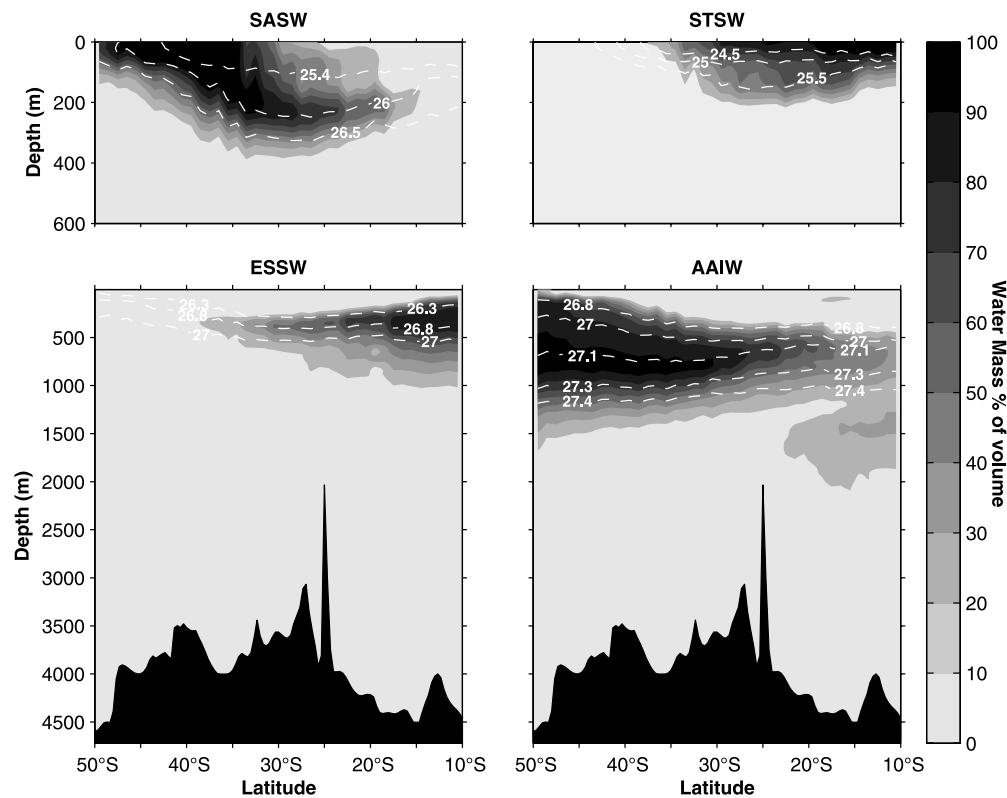 SASW
STSW
0
200
400
600
Depth (m)
25.4
26
26.5
24.5
25
25.5
100
90
80
70
60
50
40
30
20
10
0
Water Mass % of volume
ESSW
AAIW
500
1000
1500
2000
2500
3000
3500
4000
4500
Depth (m)
26.3
26.8
27
26.3
26.8
27
26.8
27
27.1
27.3
27.4
26.8
27
27.1
27.3
27.4
50°S
40°S
30°S
20°S
10°S
Latitude
50°S
40°S
30°S
20°S
10°S
Latitude